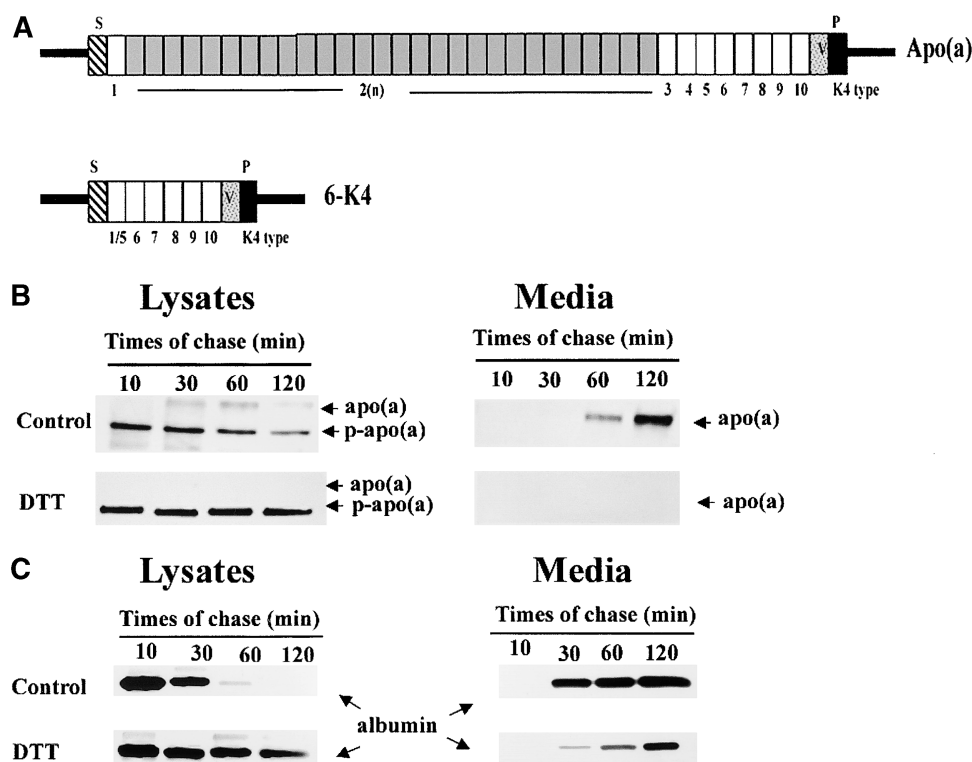 A
S
P
V
Apo(a)
1
2(n)
3 4 5 6 7 8 9 10
K4 type
S
P
V
6-K4
1/5 6 7 8 9 10
K4 type
B
Lysates
Media
Times of chase (min)
Times of chase (min)
10 30 60 120
10 30 60 120
Control
apo(a)
p-apo(a)
apo(a)
DTT
apo(a)
p-apo(a)
apo(a)
C
Lysates
Media
Times of chase (min)
Times of chase (min)
10 30 60 120
10 30 60 120
Control
albumin
DTT